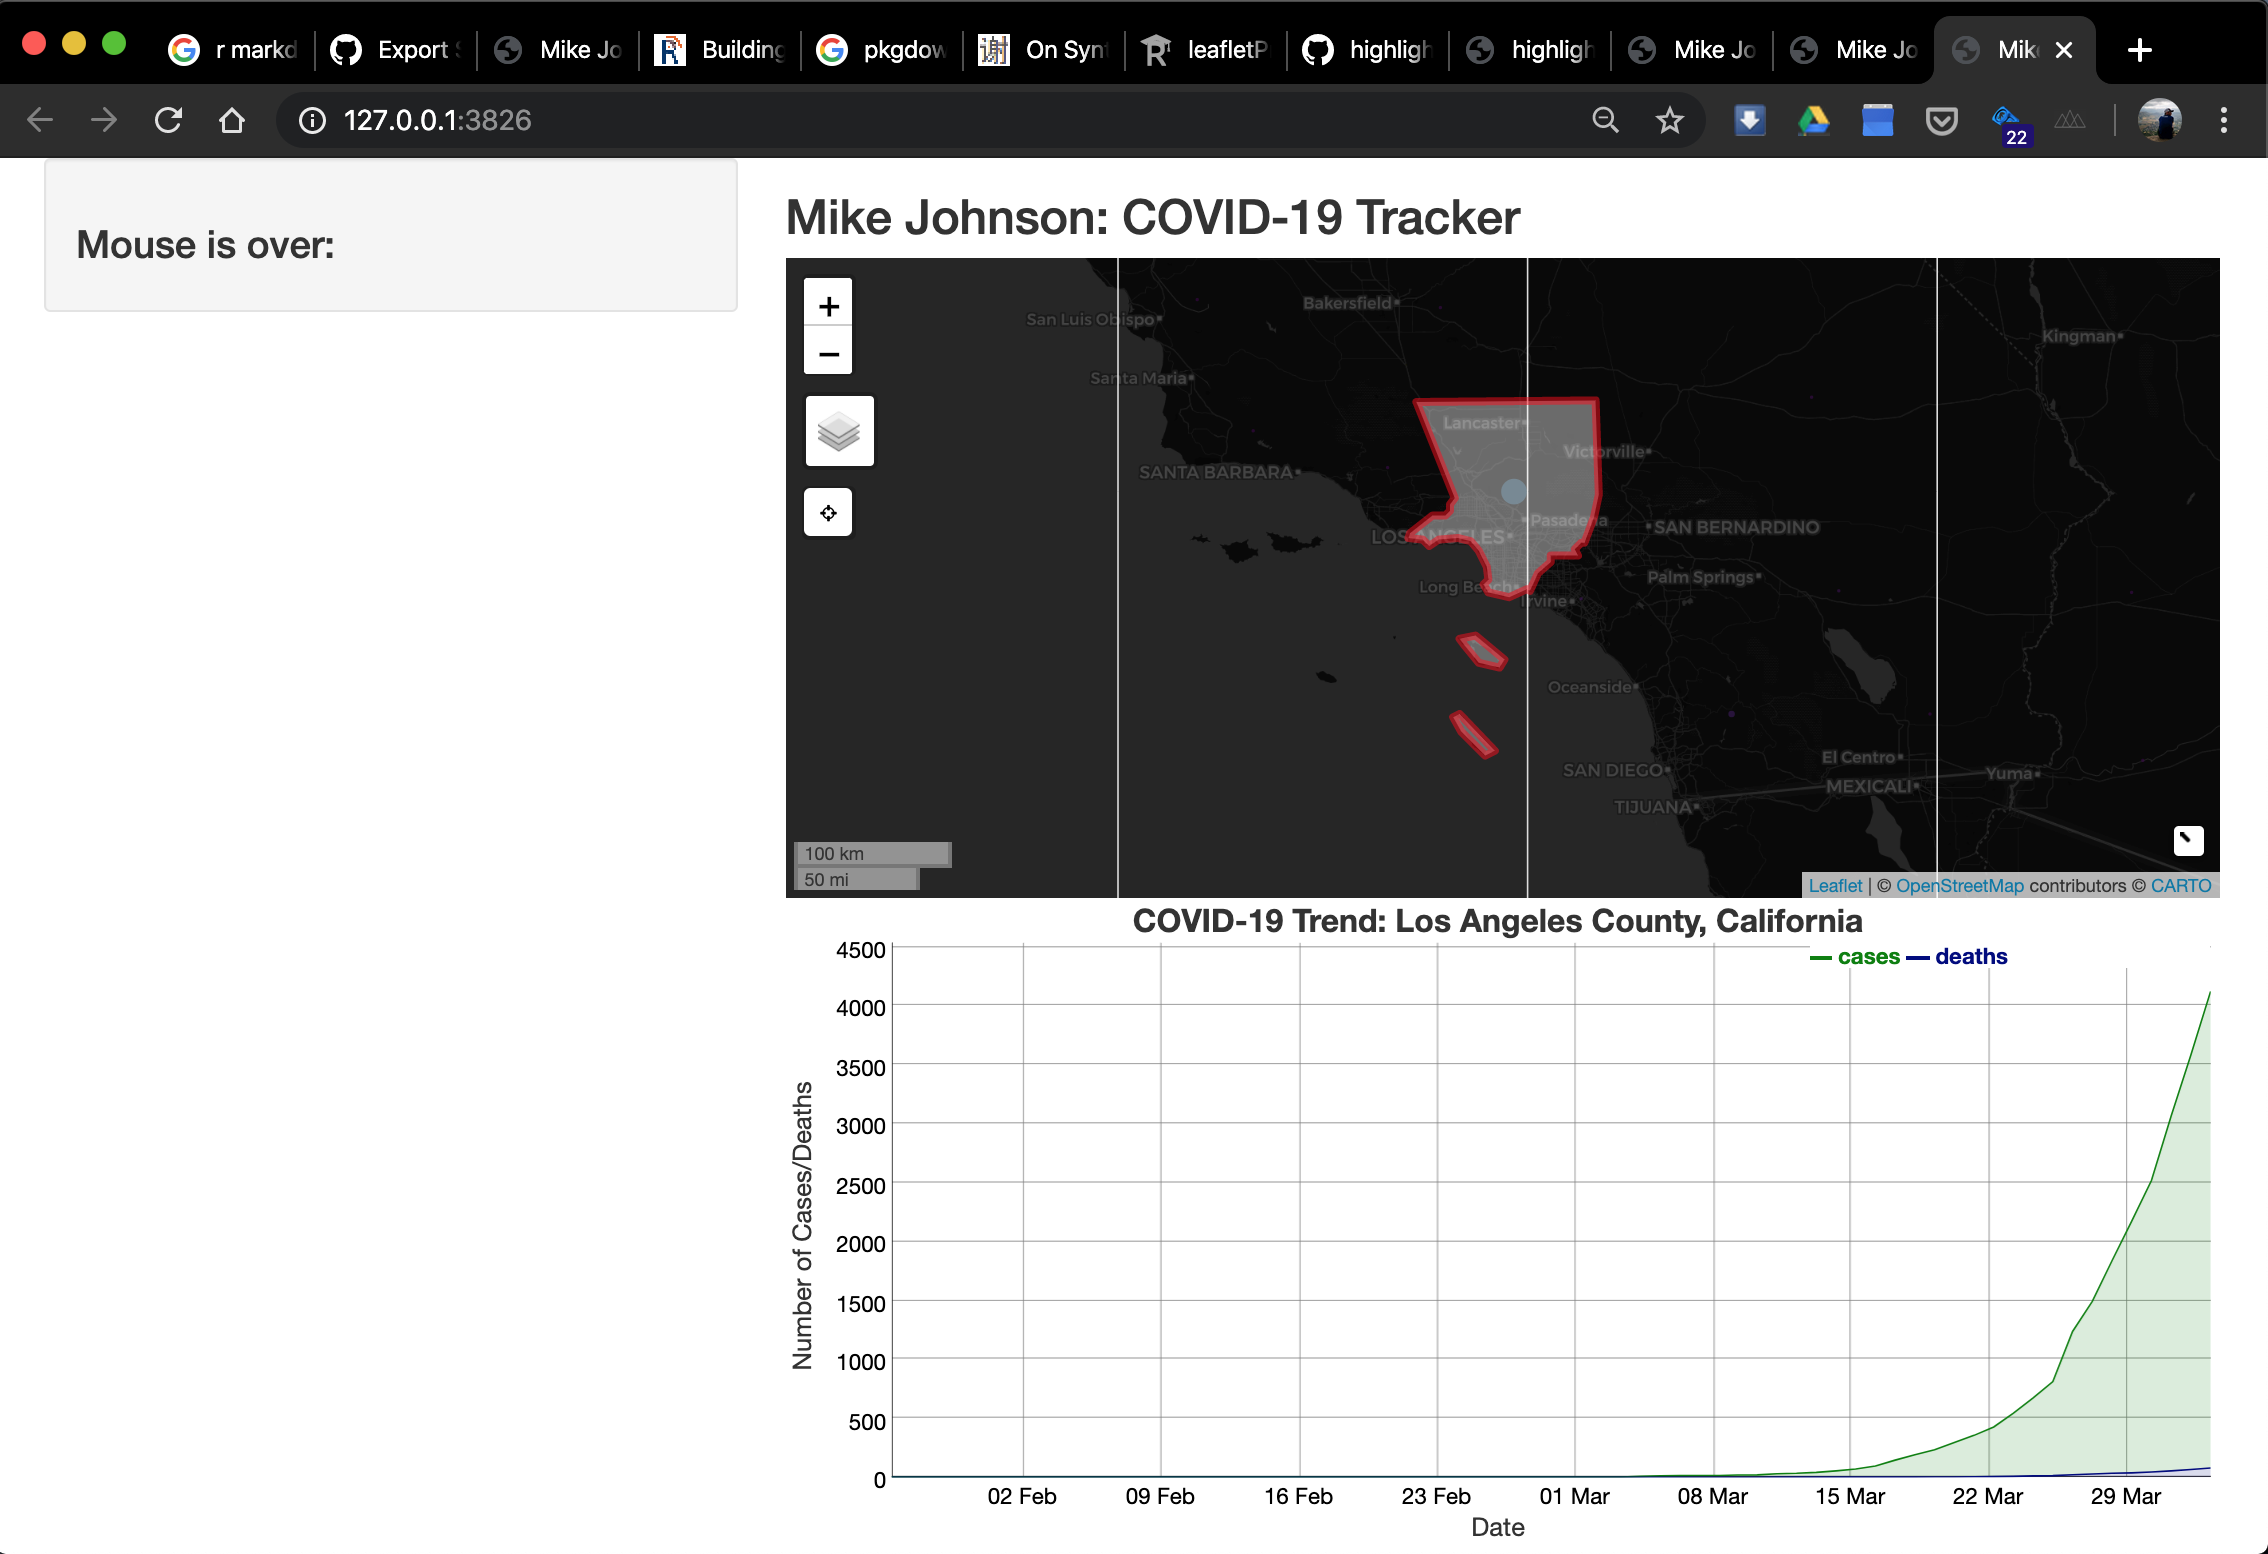 r markd
Export
Mike Jo
Building
pkgdow
On Syn
leafletP
highligh
highligh
Mike Jo
Mike Jo
Mik
127.0.0.1:3826
22
Mouse is over:
Mike Johnson: COVID-19 Tracker
+
−
Bakersfield
San Luis Obispo
Kingman
Santa Maria
Lancaster
Victorville
SANTA BARBARA
Pasadena
SAN BERNARDINO
LOS ANGELES
Palm Springs
Long Beach
Irvine
Oceanside
El Centro
SAN DIEGO
Yuma
MEXICALI
TIJUANA
100 km
50 mi
Leaflet | © OpenStreetMap contributors © CARTO
COVID-19 Trend: Los Angeles County, California
cases deaths
4500
4000
3500
3000
2500
2000
1500
1000
500
0
Number of Cases/Deaths
02 Feb 09 Feb 16 Feb 23 Feb 01 Mar 08 Mar 15 Mar 22 Mar 29 Mar
Date